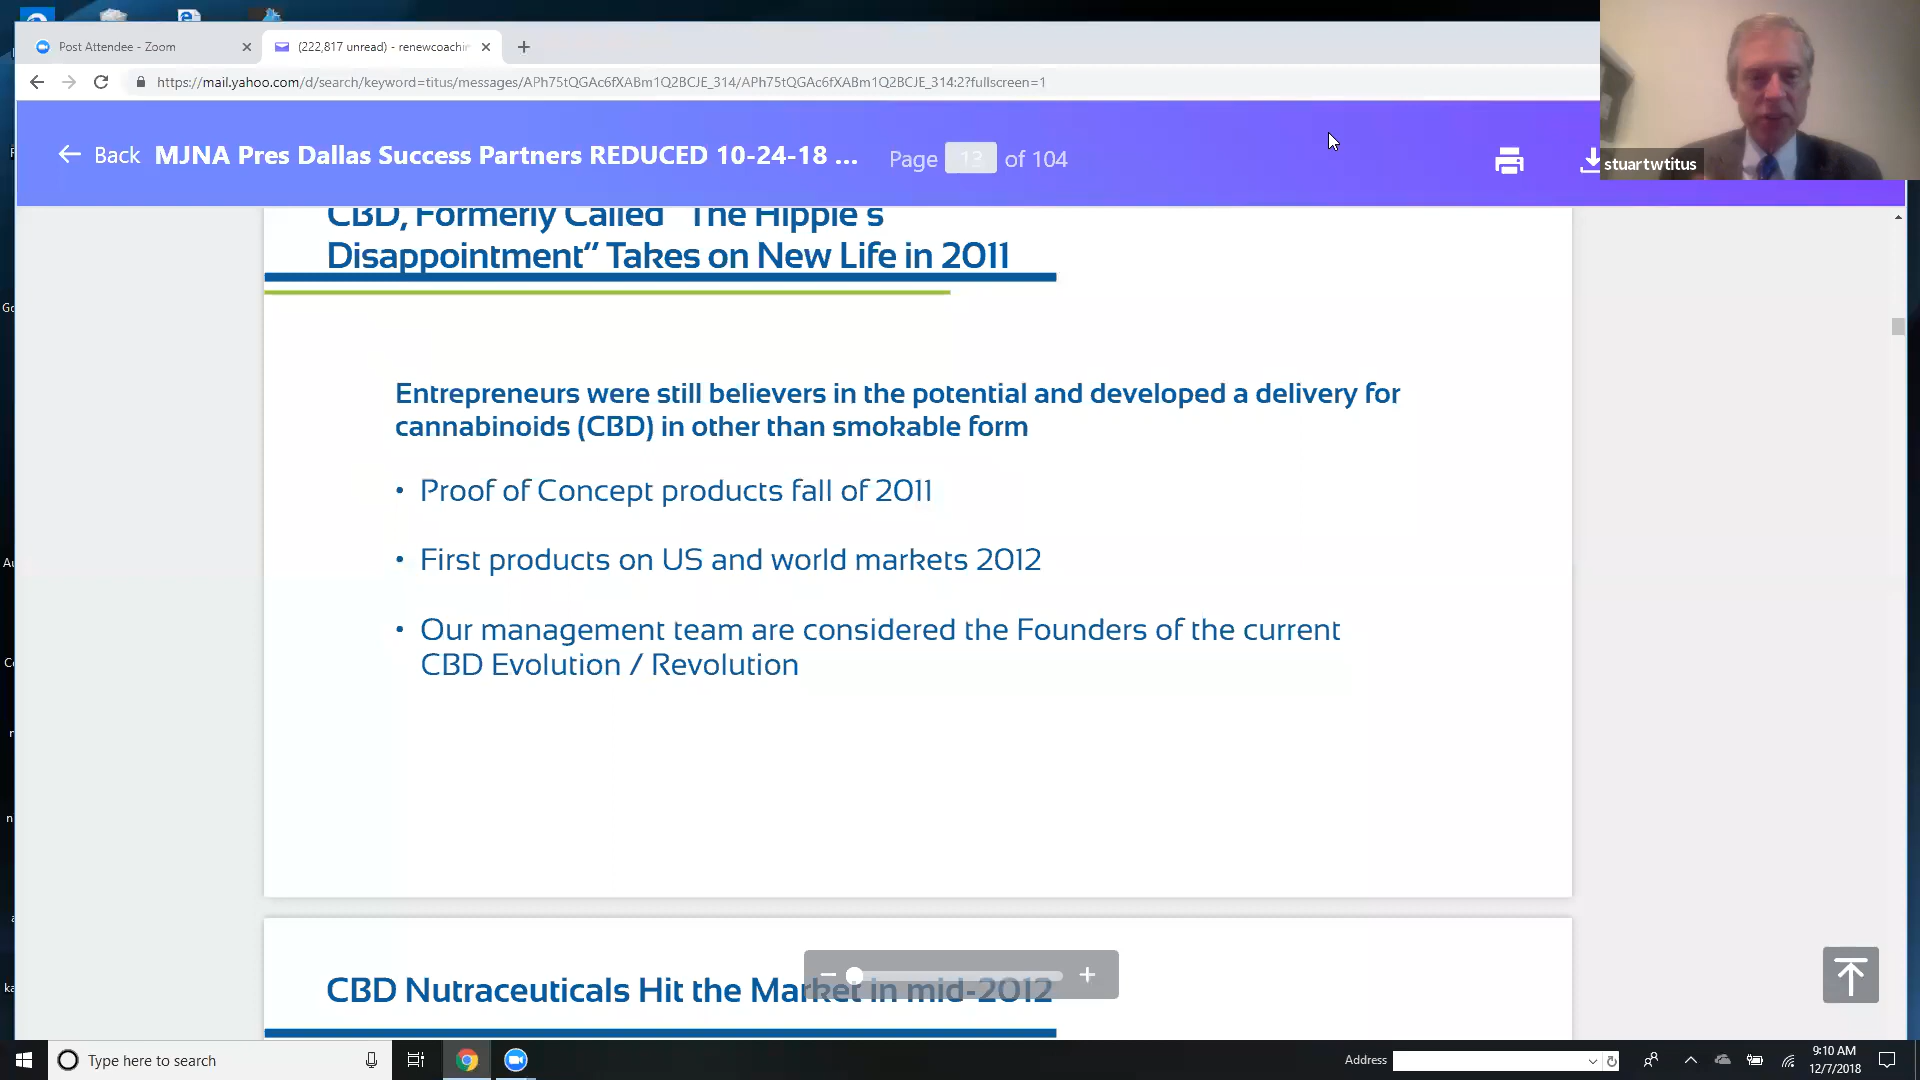 Post Attendee - Zoom
(222,817 unread) - renewcoachin
https://mail.yahoo.com/d/search/keyword=titus/messages/APh75tQGAc6fXABm1Q2BCJE_314/APh75tQGAc6fXABm1Q2BCJE_314:2?fullscreen=1
Back MJNA Pres Dallas Success Partners REDUCED 10-24-18 ... Page 13 of 104
stuartwtitus
CBD, Formerly Called "The Hippie's
Disappointment” Takes on New Life in 2011
Entrepreneurs were still believers in the potential and developed a delivery for
cannabinoids (CBD) in other than smokable form
• Proof of Concept products fall of 2011
• First products on US and world markets 2012
• Our management team are considered the Founders of the current
CBD Evolution / Revolution
CBD Nutraceuticals Hit the Market in mid-2012
Type here to search
Address
9:10 AM
12/7/2018